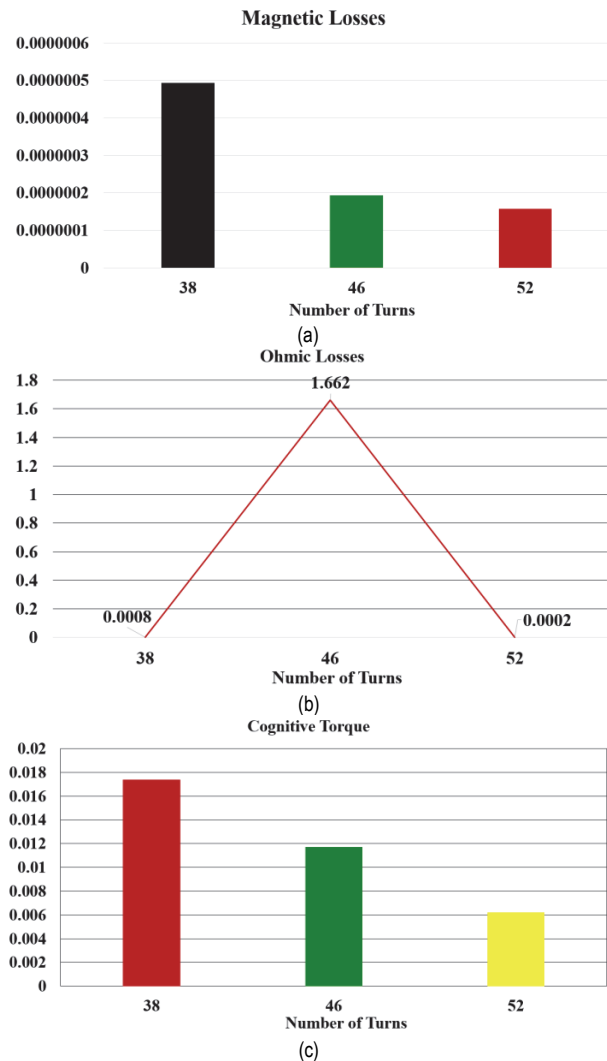 Magnetic Losses
0.0000006
0.0000005
0.0000004
0.0000003
0.0000002
0.0000001
0
38 46 52
Number of Turns
(a)
Ohmic Losses
1.8
1.6
1.4
1.2
1
0.8
0.6
0.4
0.2
0
1.662
0.0008
0.0002
38 46 52
Number of Turns
(b)
Cognitive Torque
0.02
0.018
0.016
0.014
0.012
0.01
0.008
0.006
0.004
0.002
0
38 46 52
Number of Turns
(c)